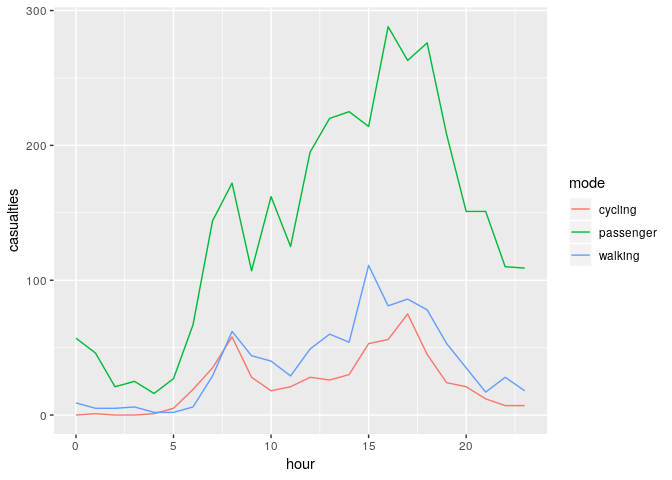 300
200
100
0
casualties
0 5 10 15 20
hour
mode
cycling
passenger
walking